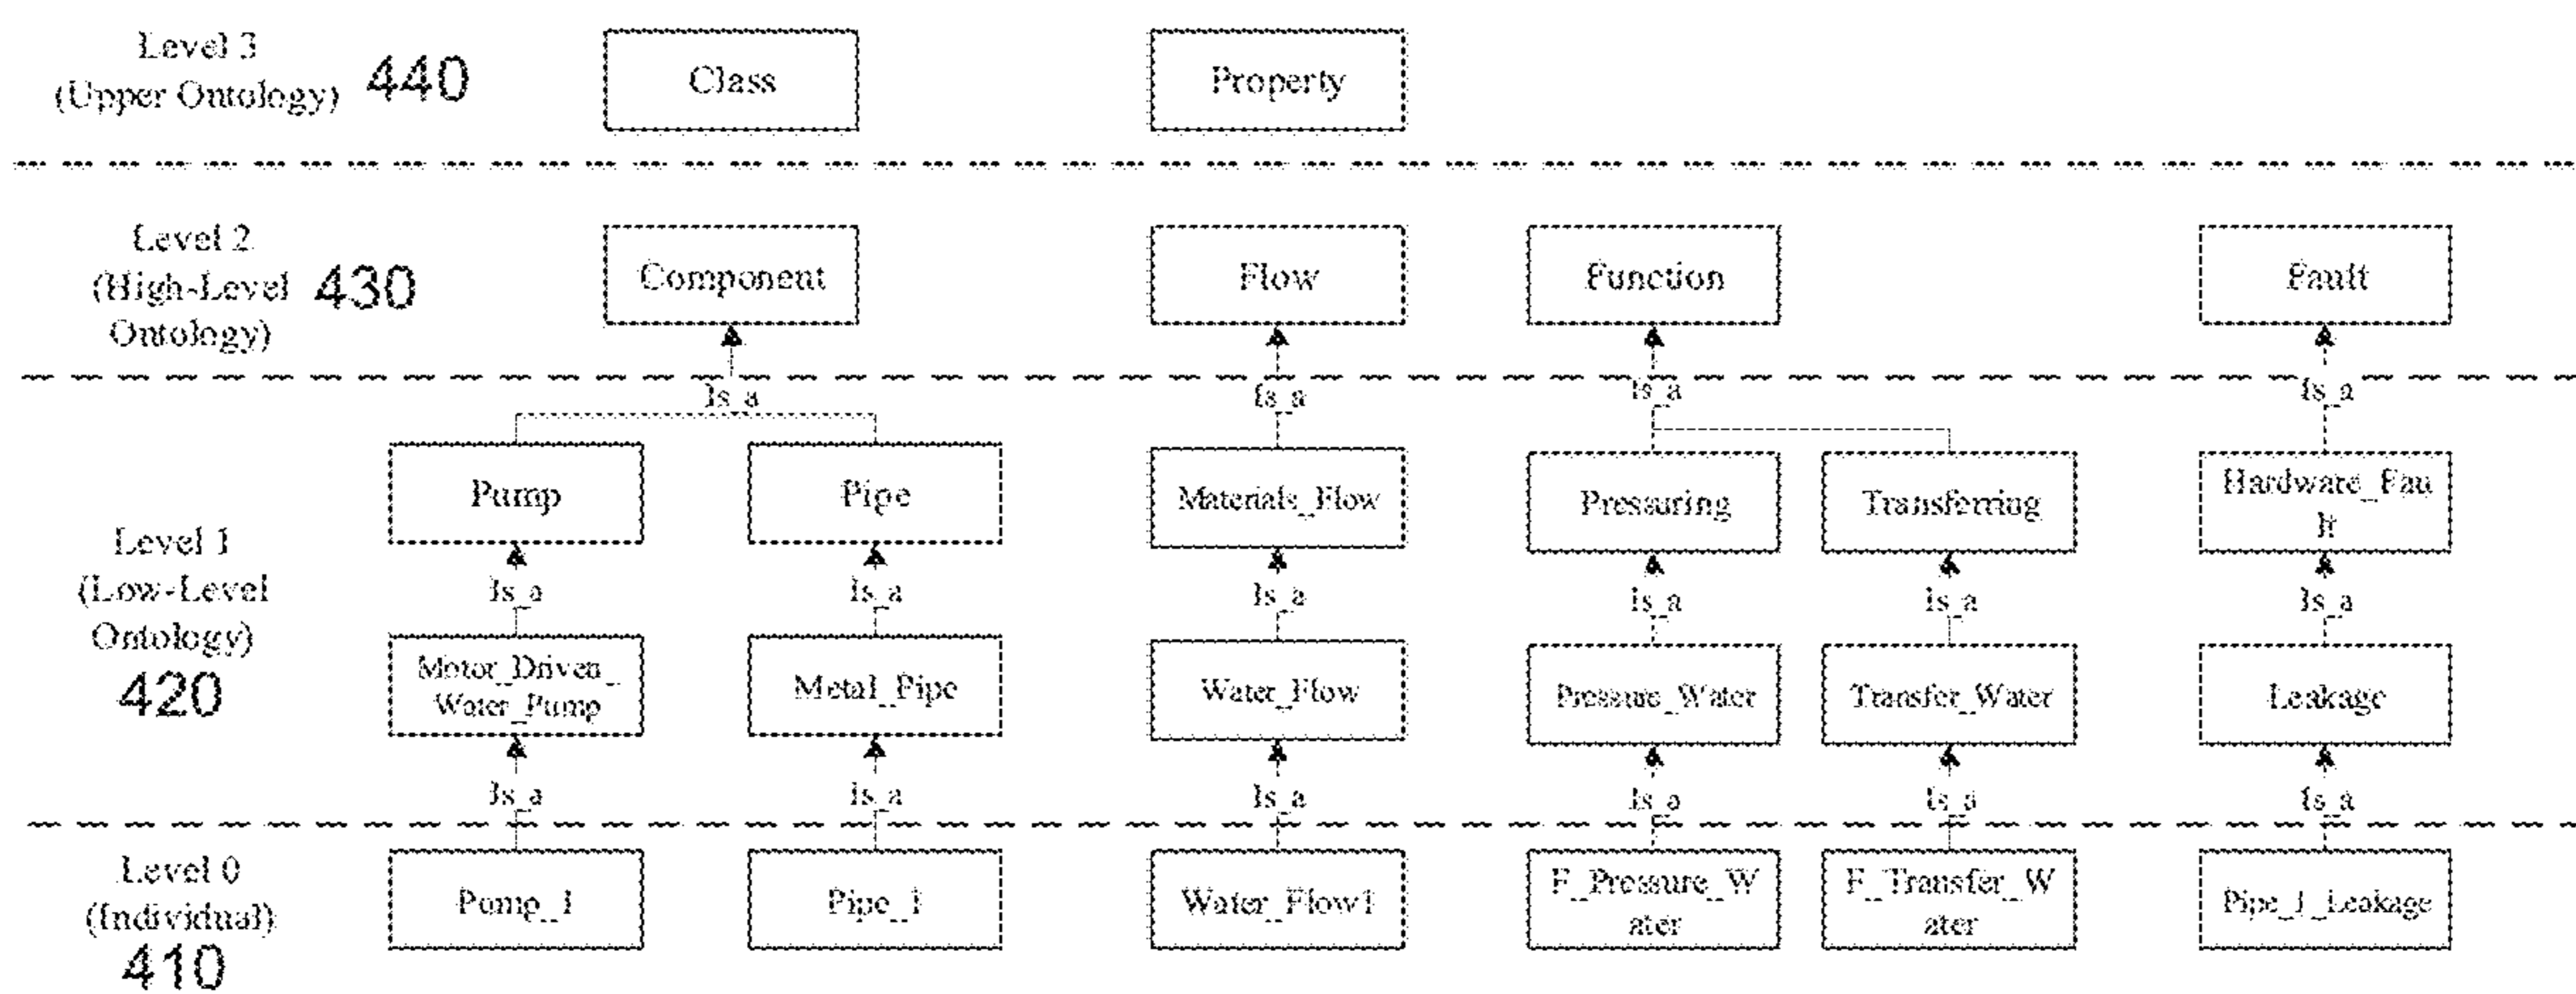 Level 3
(Upper Ontology)
440
Class
Property
Level 2
(High-Level
Ontology)
430
Component
Flow
Function
Fault
Is_a
Is_a
Is_a
Is_a
Level 1
(Low-Level
Ontology)
420
Pump
Pipe
Materials_Flow
Pressuring
Transferring
Hardware_Fau
lt
Is_a
Is_a
Is_a
Is_a
Is_a
Is_a
Motor_Driven_
Water_Pump
Metal_Pipe
Water_Flow
Pressure_Water
Transfer_Water
Leakage
Is_a
Is_a
Is_a
Is_a
Is_a
Is_a
Level 0
(Individual)
410
Pump_1
Pipe_1
Water_Flow1
F_Pressure_W
ater
F_Transfer_W
ater
Pipe_1_Leakage